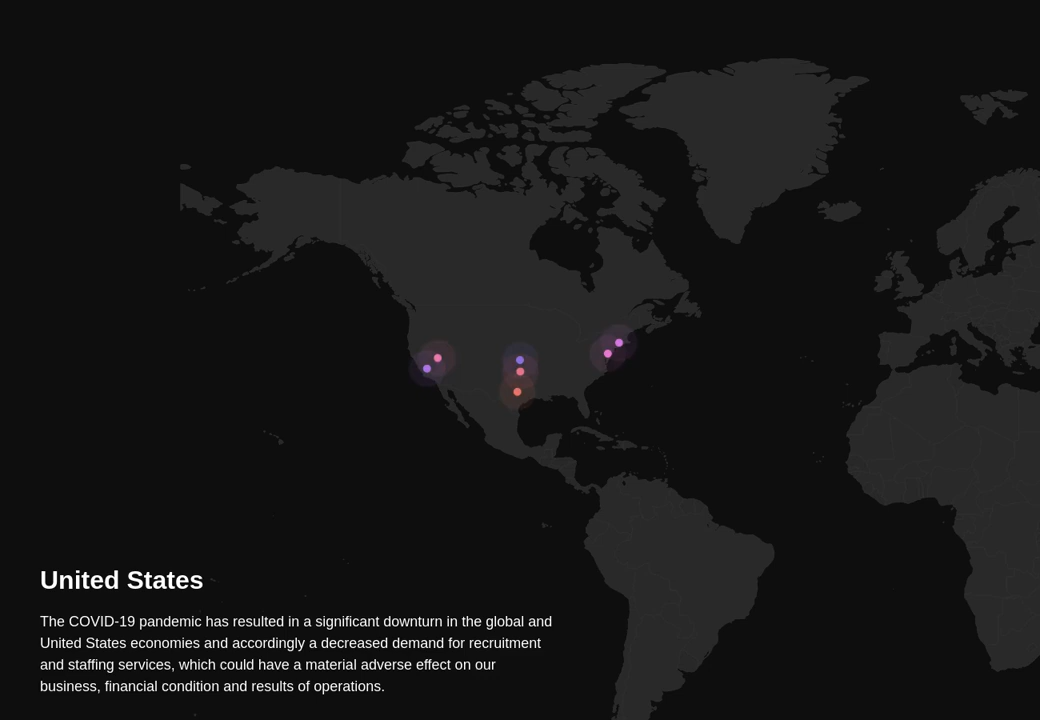 United States
The COVID-19 pandemic has resulted in a significant downturn in the global and
United States economies and accordingly a decreased demand for recruitment
and staffing services, which could have a material adverse effect on our
business, financial condition and results of operations.